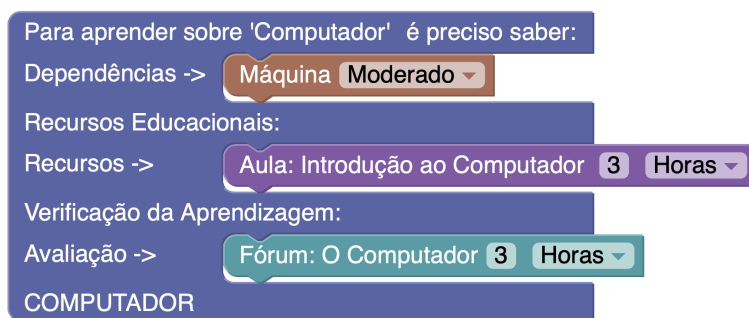 Para aprender sobre 'Computador'  é preciso saber:
Dependências -> Máquina Moderado
Recursos Educacionais:
Recursos -> Aula: Introdução ao Computador 3 Horas
Verificação da Aprendizagem:
Avaliação -> Fórum: O Computador 3 Horas
COMPUTADOR